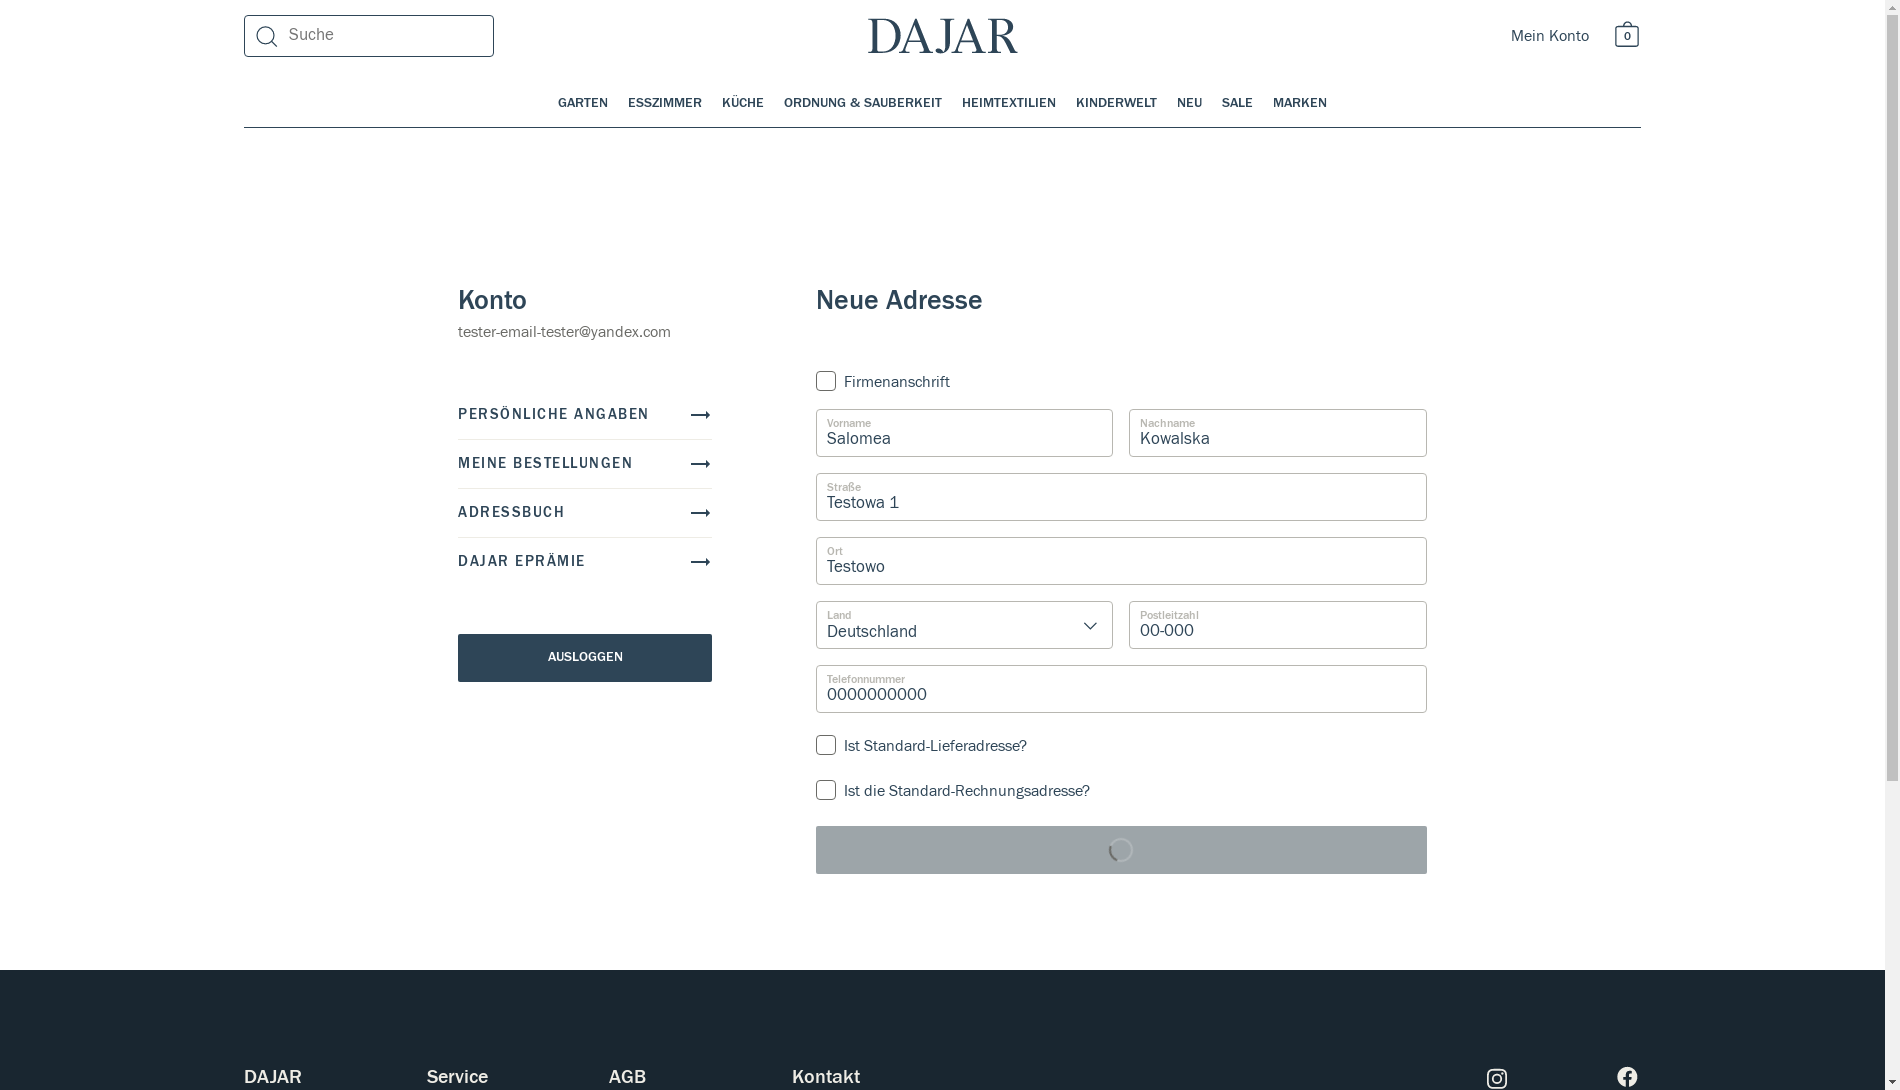 Suche
DAJAR
Mein Konto
0
GARTEN ESSZIMMER KÜCHE ORDNUNG & SAUBERKEIT HEIMTEXTILIEN KINDERWELT NEU SALE MARKEN
Konto
tester-email-tester@yandex.com
PERSÖNLICHE ANGABEN
MEINE BESTELLUNGEN
ADRESSBUCH
DAJAR EPRÄMIE
AUSLOGGEN
Neue Adresse
Firmenanschrift
Vorname
Salomea
Nachname
Kowalska
Straße
Testowa 1
Ort
Testowo
Land
Deutschland
Postleitzahl
00-000
Telefonnummer
0000000000
Ist Standard-Lieferadresse?
Ist die Standard-Rechnungsadresse?
DAJAR Service AGB Kontakt